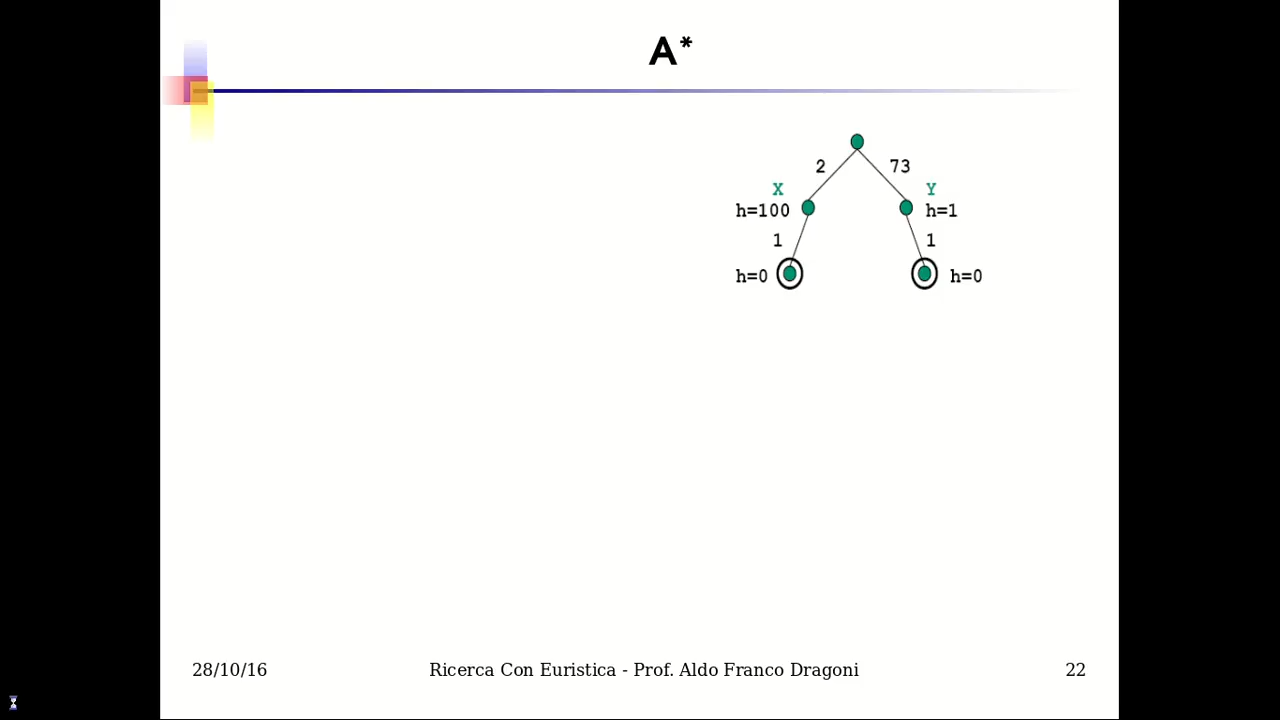 A*
2 73
X Y
h=100 h=1
1 1
h=0 h=0
28/10/16 Ricerca Con Euristica - Prof. Aldo Franco Dragoni 22